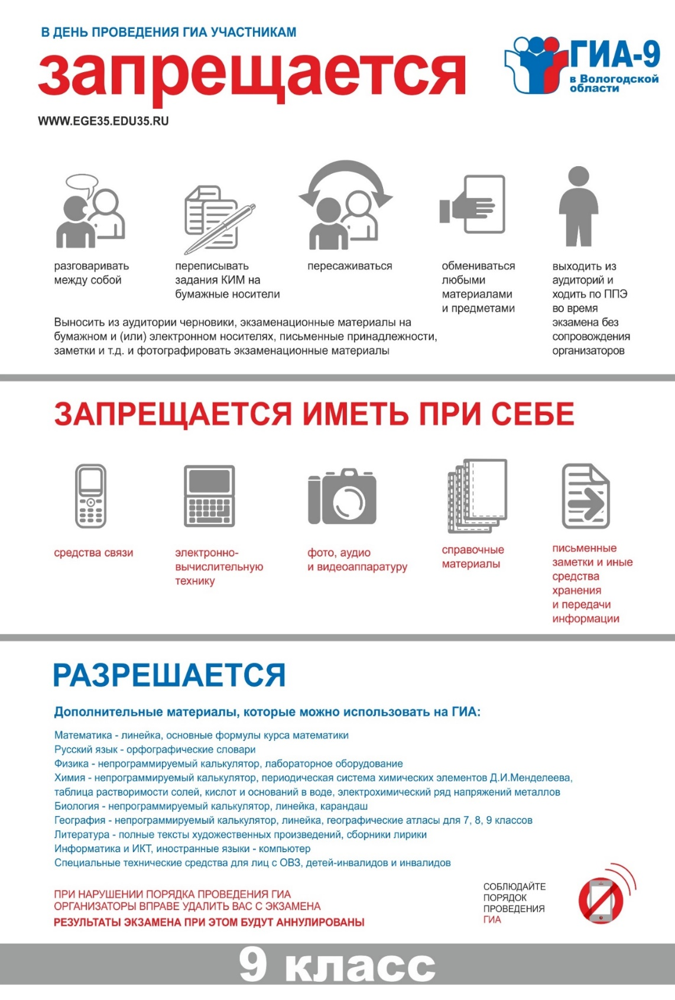 В ДЕНЬ ПРОВЕДЕНИЯ ГИА УЧАСТНИКАМ
запрещается
WWW.EGE35.EDU35.RU
ГИА-9
в Вологодской
области
разговаривать
между собой
переписывать
задания КИМ на
бумажные носители
пересаживаться
обмениваться
любыми
материалами
и предметами
выходить из
аудиторий и
ходить по ППЭ
во время
экзамена без
сопровождения
организаторов
Выносить из аудитории черновики, экзаменационные материалы на
бумажном и (или) электронном носителях, письменные принадлежности,
заметки и т.д. и фотографировать экзаменационные материалы
ЗАПРЕЩАЕТСЯ ИМЕТЬ ПРИ СЕБЕ
средства связи
электронно-
вычислительную
технику
фото, аудио
и видеоаппаратуру
справочные
материалы
письменные
заметки и иные
средства
хранения
и передачи
информации
РАЗРЕШАЕТСЯ
Дополнительные материалы, которые можно использовать на ГИА:
Математика - линейка, основные формулы курса математики
Русский язык - орфографические словари
Физика - непрограммируемый калькулятор, лабораторное оборудование
Химия - непрограммируемый калькулятор, периодическая система химических элементов Д.И.Менделеева,
таблица растворимости солей, кислот и оснований в воде, электрохимический ряд напряжений металлов
Биология - непрограммируемый калькулятор, линейка, карандаш
География - непрограммируемый калькулятор, линейка, географические атласы для 7, 8, 9 классов
Литература - полные тексты художественных произведений, сборники лирики
Информатика и ИКТ, иностранные языки - компьютер
Специальные технические средства для лиц с ОВЗ, детей-инвалидов и инвалидов
ПРИ НАРУШЕНИИ ПОРЯДКА ПРОВЕДЕНИЯ ГИА
ОРГАНИЗАТОРЫ ВПРАВЕ УДАЛИТЬ ВАС С ЭКЗАМЕНА
РЕЗУЛЬТАТЫ ЭКЗАМЕНА ПРИ ЭТОМ БУДУТ АННУЛИРОВАНЫ
СОБЛЮДАЙТЕ
ПОРЯДОК
ПРОВЕДЕНИЯ
ГИА
9 класс